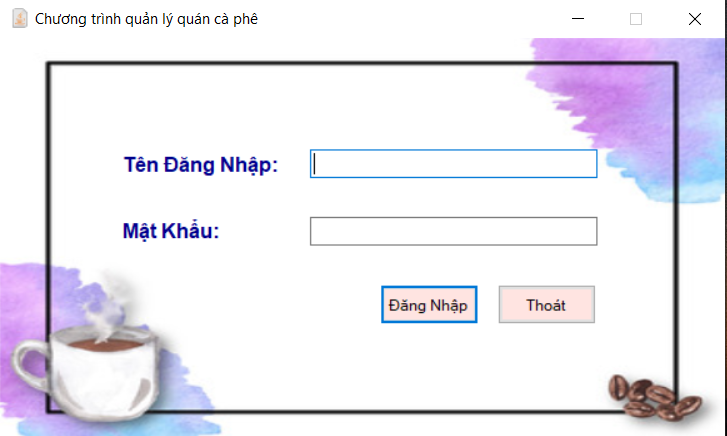 Chương trình quản lý quán cà phê
Tên Đăng Nhập:
Mật Khẩu:
Đăng Nhập
Thoát